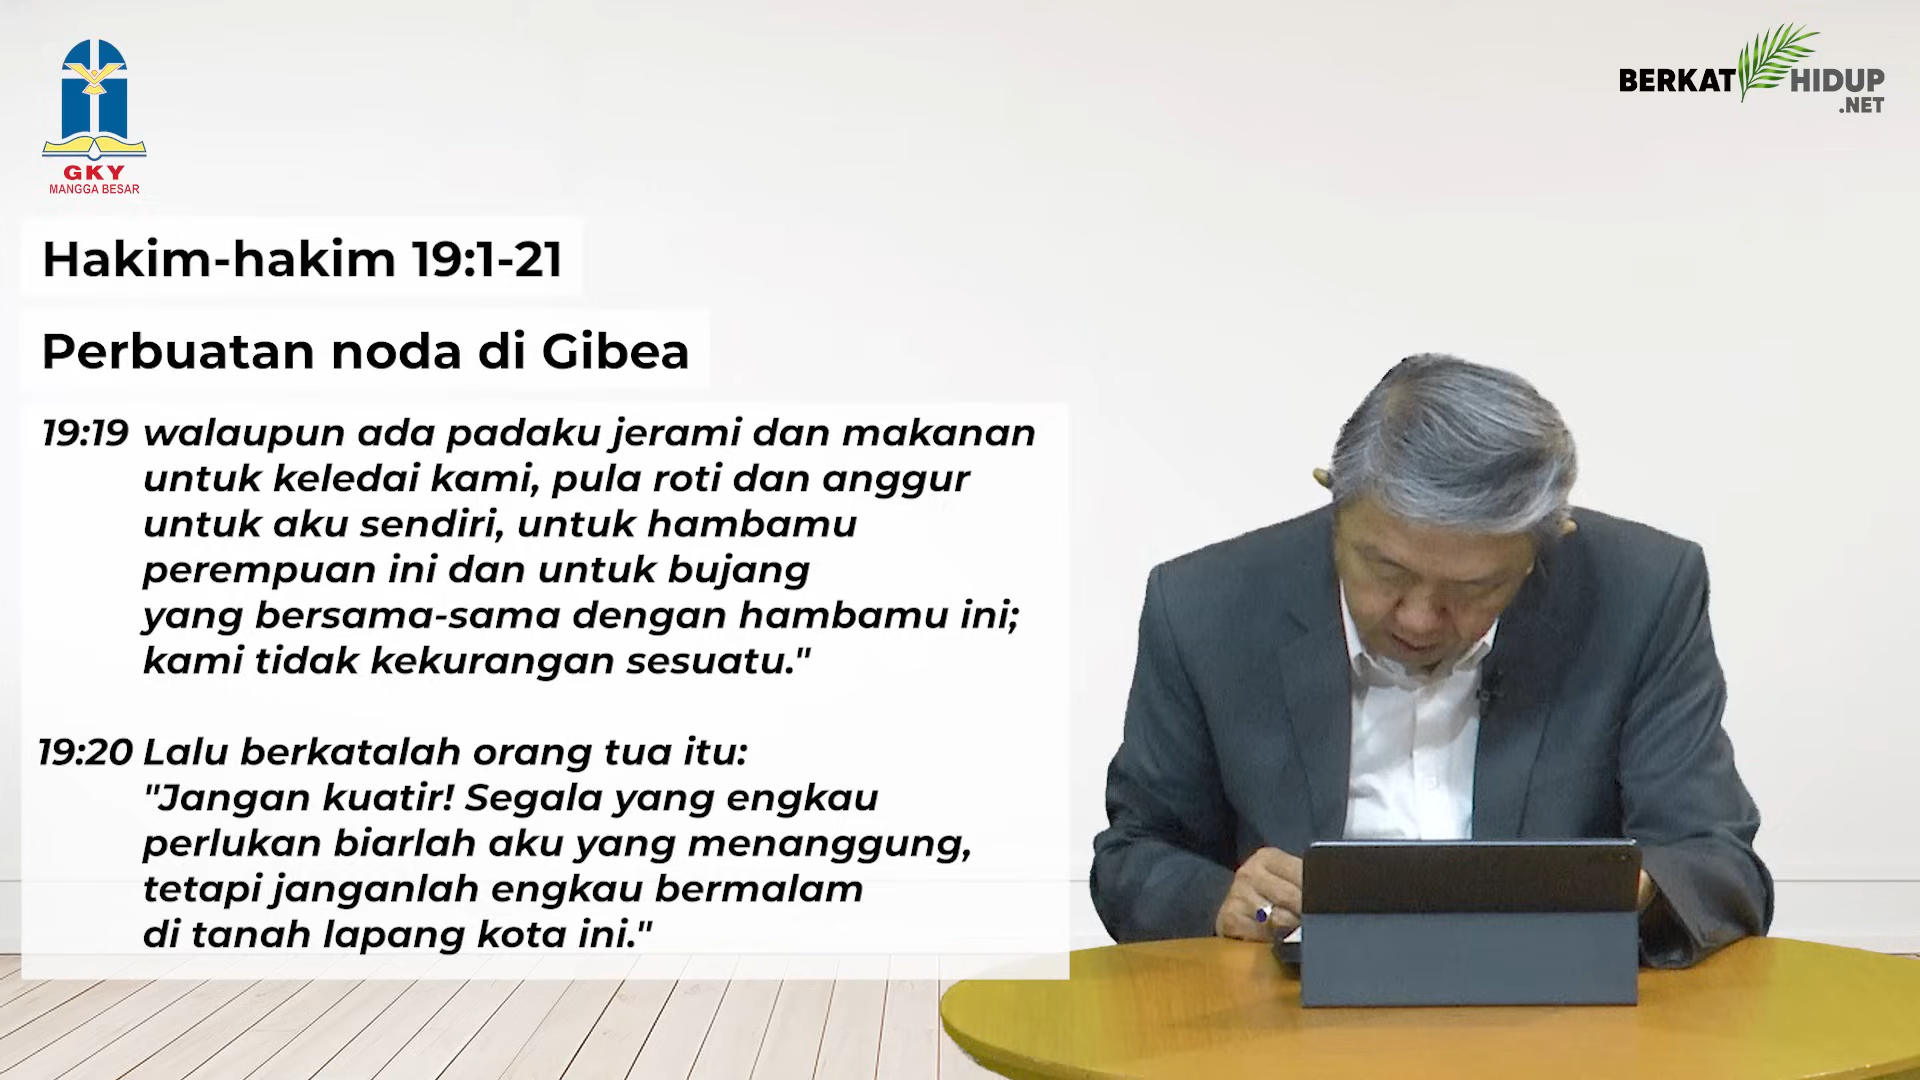 GKY
MANGGA BESAR
BERKAT HIDUP
.NET
Hakim-hakim 19:1-21
Perbuatan noda di Gibea
19:19 walaupun ada padaku jerami dan makanan
untuk keledai kami, pula roti dan anggur
untuk aku sendiri, untuk hambamu
perempuan ini dan untuk bujang
yang bersama-sama dengan hambamu ini;
kami tidak kekurangan sesuatu."
19:20 Lalu berkatalah orang tua itu:
"Jangan kuatir! Segala yang engkau
perlukan biarlah aku yang menanggung,
tetapi janganlah engkau bermalam
di tanah lapang kota ini."